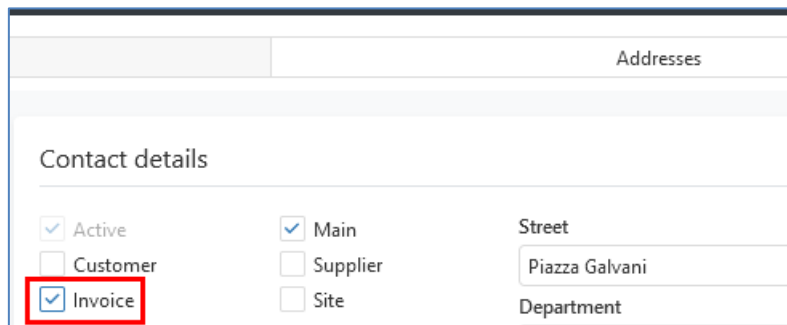 Addresses
Contact details
Active
Main
Street
Customer
Supplier
Piazza Galvani
Invoice
Site
Department